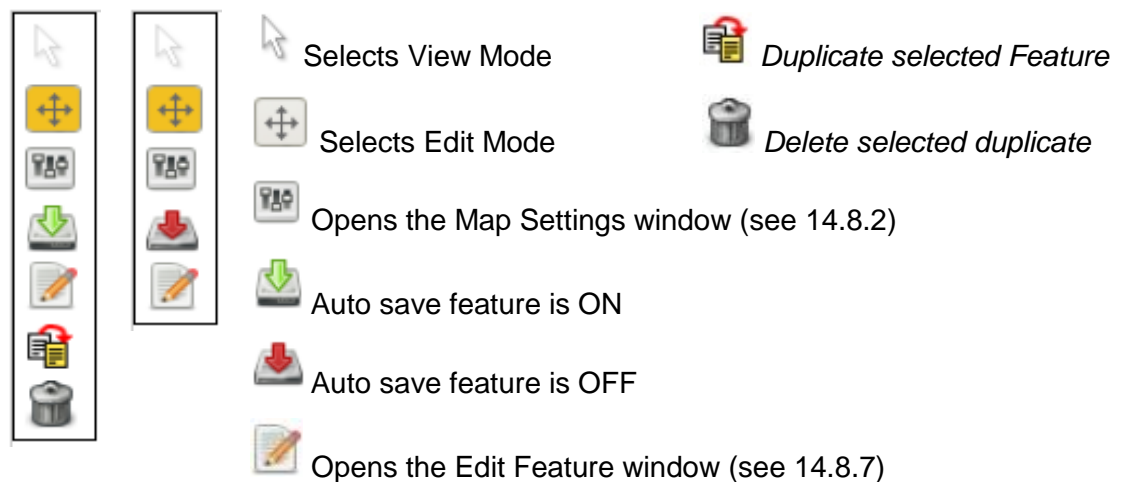 Selects View Mode
Duplicate selected Feature
Selects Edit Mode
Delete selected duplicate
Opens the Map Settings window (see 14.8.2)
Auto save feature is ON
Auto save feature is OFF
Opens the Edit Feature window (see 14.8.7)